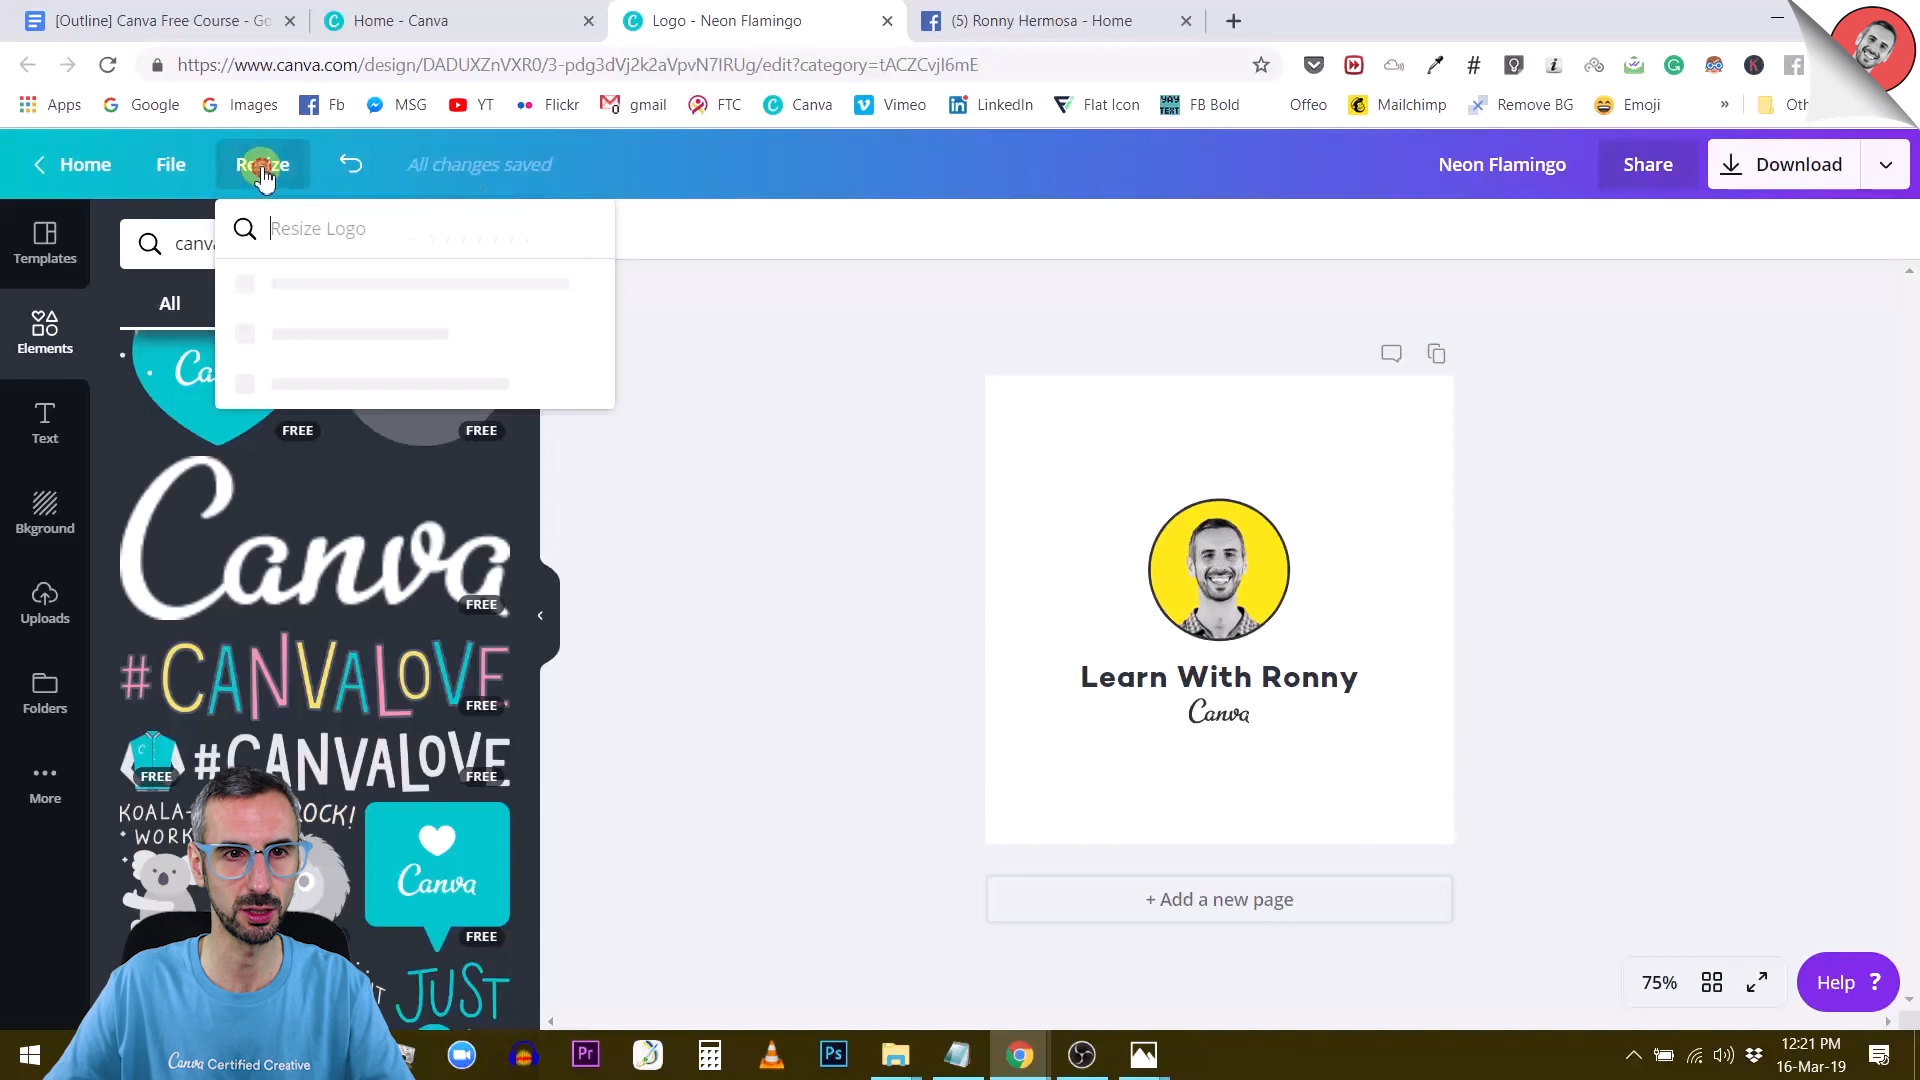 [Outline] Canva Free Course - Go
Home - Canva
Logo - Neon Flamingo
(5) Ronny Hermosa - Home
https://www.canva.com/design/DADUXZnVXR0/3-pdg3dVj2k2aVpvN7IRUg/edit?category=tACZCvjI6mE
Apps
Google
Images
Fb
MSG
YT
Flickr
gmail
FTC
Canva
Vimeo
LinkedIn
Flat Icon
FB Bold
Offeo
Mailchimp
Remove BG
Emoji
»
Home
File
Resize
All changes saved
Neon Flamingo
Share
Download
Resize Logo
Templates
Elements
Text
Bkground
Uploads
Folders
More
All
FREE
FREE
Canva
FREE
#CANVALOVE
FREE
#CANVALOVE
FREE
FREE
KOALA-
WORK
Canva
FREE
JUST
Learn With Ronny
Canva
+ Add a new page
75%
Help ?
Canva Certified Creative
Pr
Ps
12:21 PM
16-Mar-19